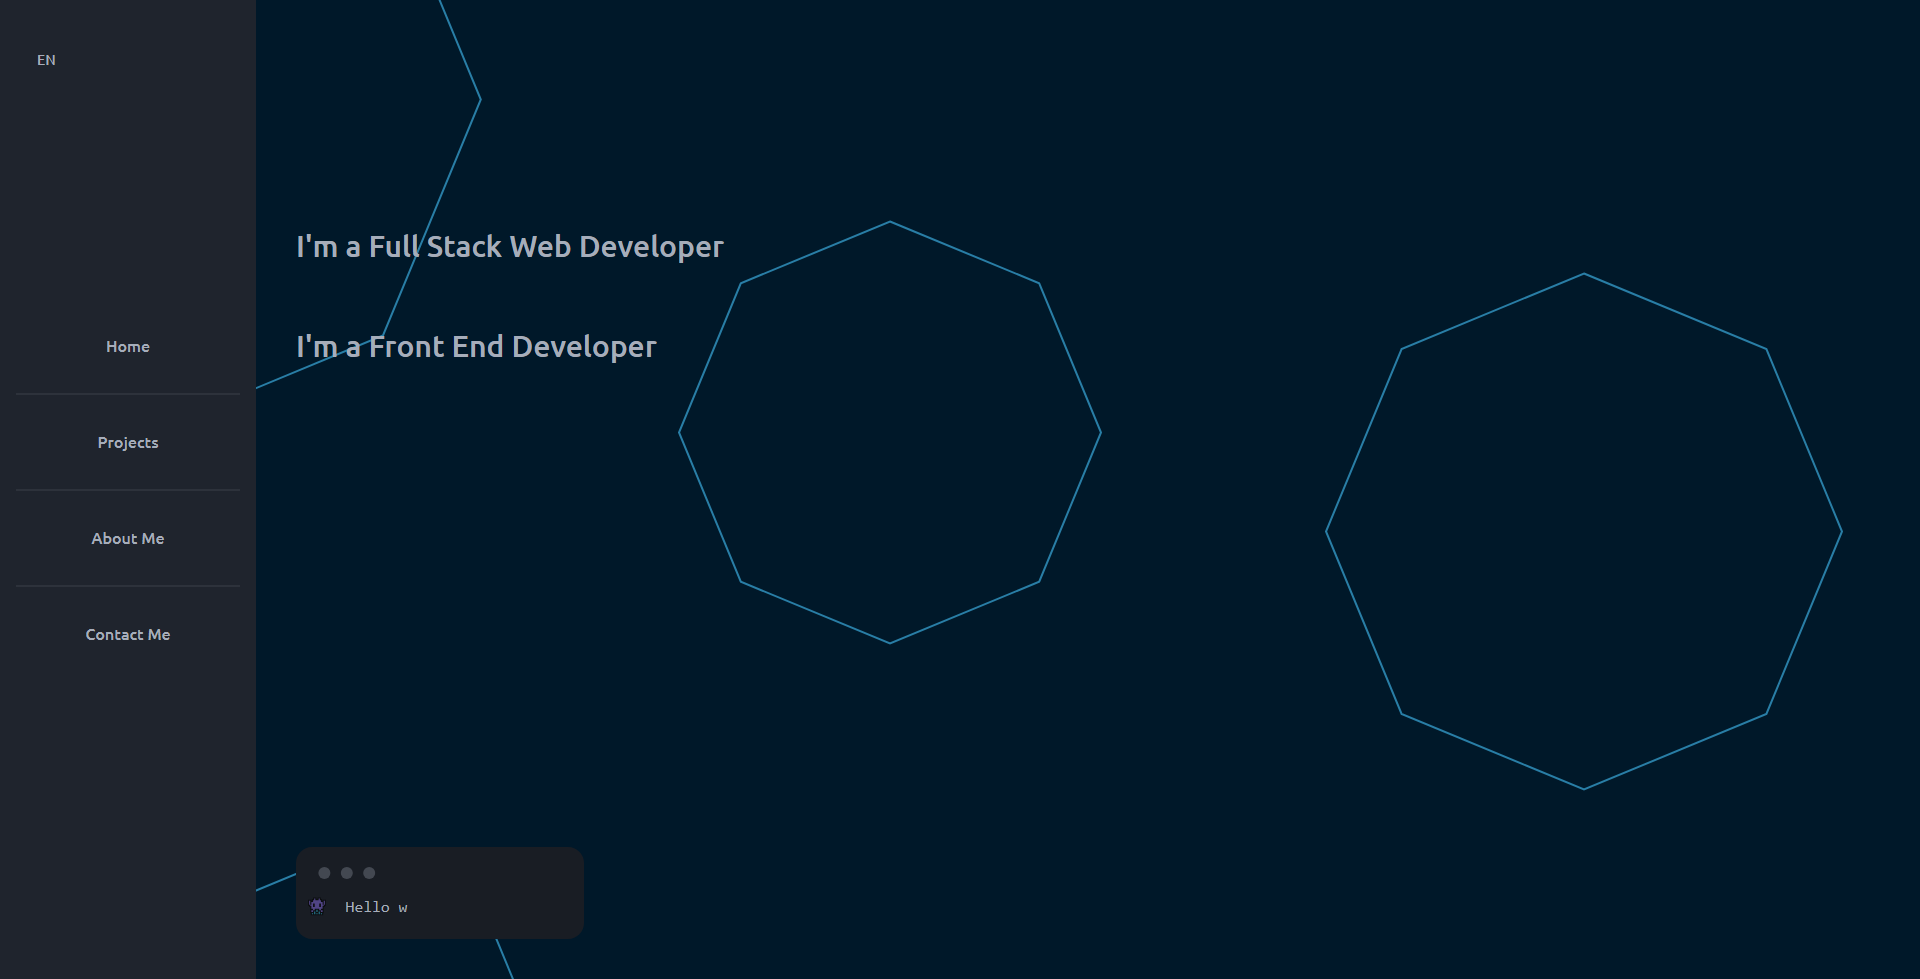 EN
Home
Projects
About Me
Contact Me
I'm a Full Stack Web Developer
I'm a Front End Developer
Hello w